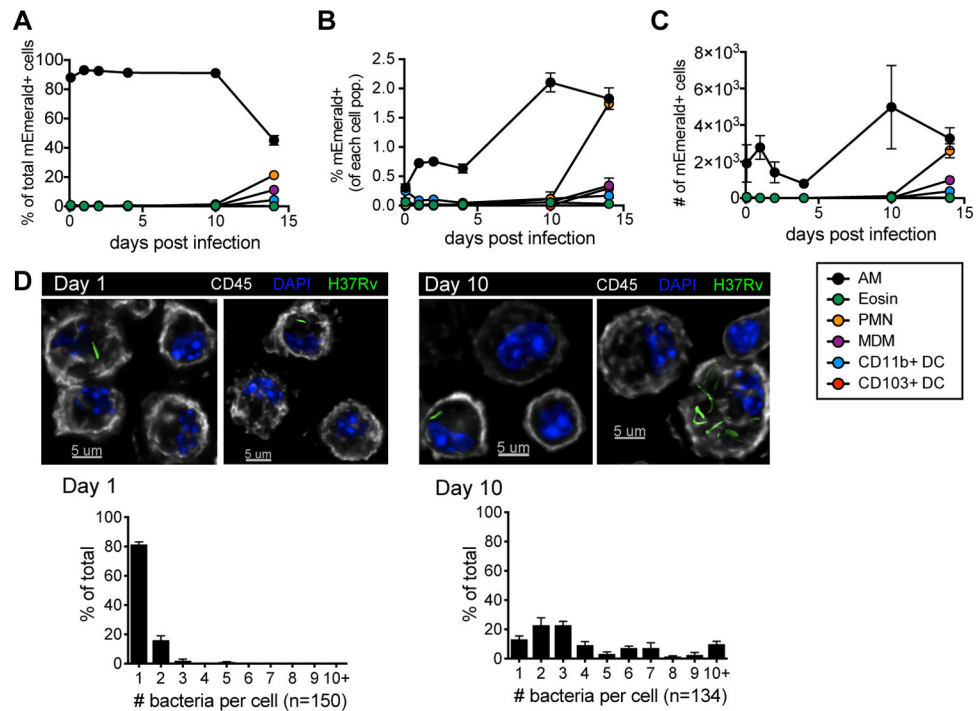 A
% of total mEmerald+ cells
100
80
60
40
20
0
0 5 10 15
days post infection
B
% mEmerald+
(of each cell pop.)
2.5
2.0
1.5
1.0
0.5
0.0
0 5 10 15
days post infection
C
# of mEmerald+ cells
8×10³
6×10³
4×10³
2×10³
0
0 5 10 15
days post infection
AM
Eosin
PMN
MDM
CD11b+ DC
CD103+ DC
D
Day 1 CD45 DAPI H37Rv
5 um
5 um
Day 10 CD45 DAPI H37Rv
5 um
5 um
Day 1
% of total
100
80
60
40
20
0
1 2 3 4 5 6 7 8 9 10+
# bacteria per cell (n=150)
Day 10
% of total
100
80
60
40
20
0
1 2 3 4 5 6 7 8 9 10+
# bacteria per cell (n=134)